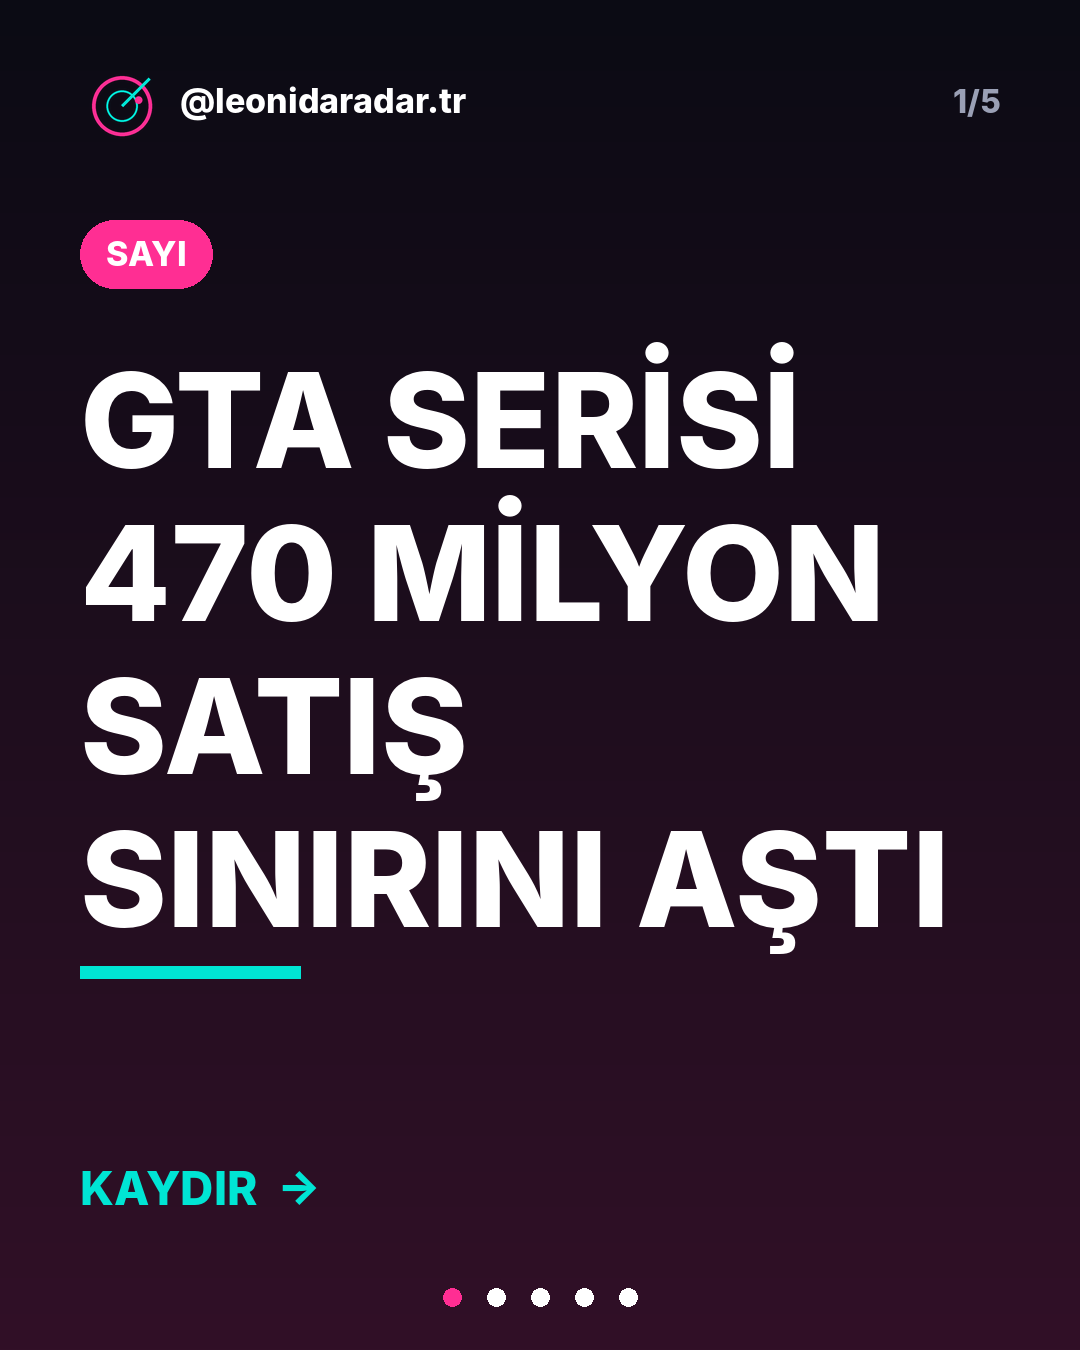 @leonidaradar.tr
1/5
SAYI
GTA SERİSİ
470 MİLYON
SATIŞ
SINIRINI AŞTI
KAYDIR →